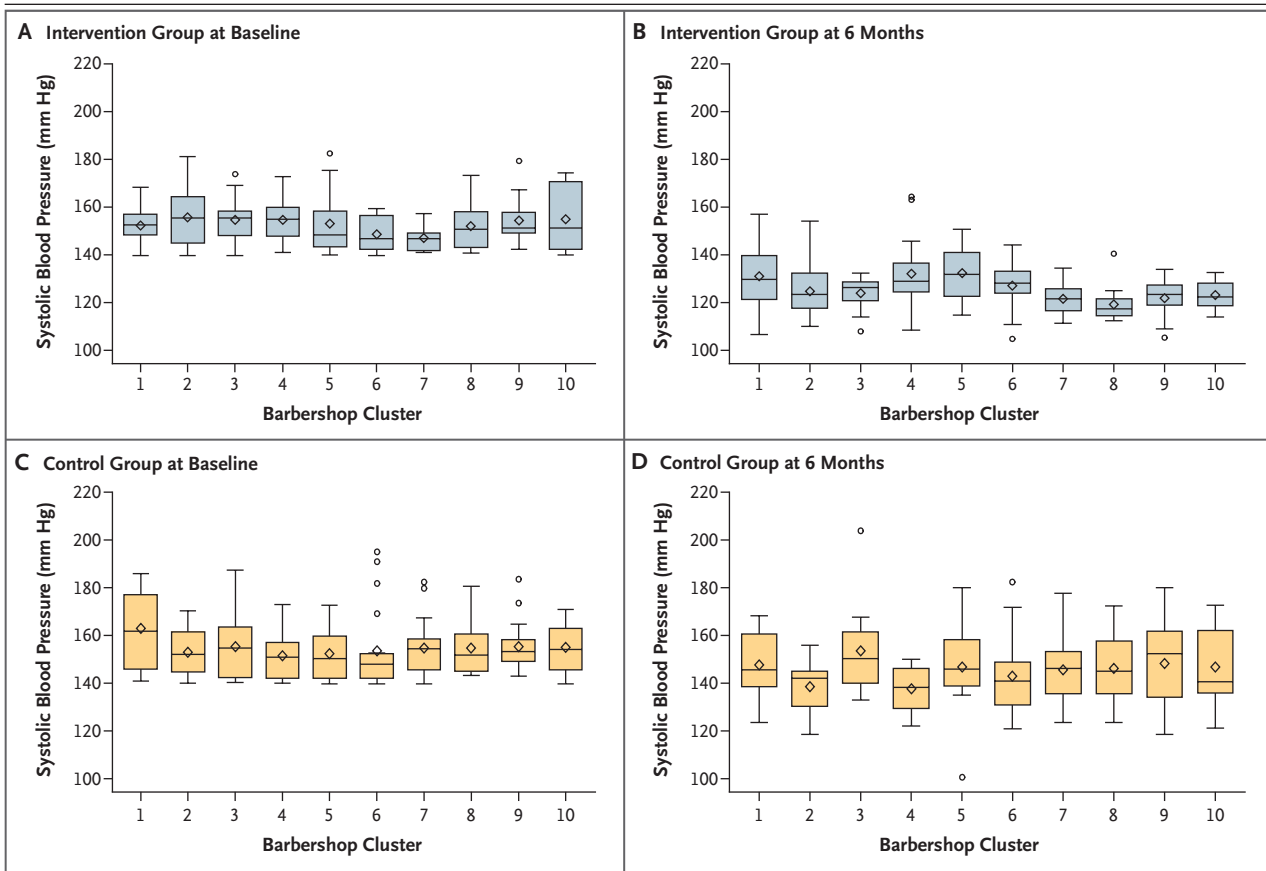 A Intervention Group at Baseline
Systolic Blood Pressure (mm Hg)
220
200
180
160
140
120
100
1 2 3 4 5 6 7 8 9 10
Barbershop Cluster
B Intervention Group at 6 Months
Systolic Blood Pressure (mm Hg)
220
200
180
160
140
120
100
1 2 3 4 5 6 7 8 9 10
Barbershop Cluster
C Control Group at Baseline
Systolic Blood Pressure (mm Hg)
220
200
180
160
140
120
100
1 2 3 4 5 6 7 8 9 10
Barbershop Cluster
D Control Group at 6 Months
Systolic Blood Pressure (mm Hg)
220
200
180
160
140
120
100
1 2 3 4 5 6 7 8 9 10
Barbershop Cluster